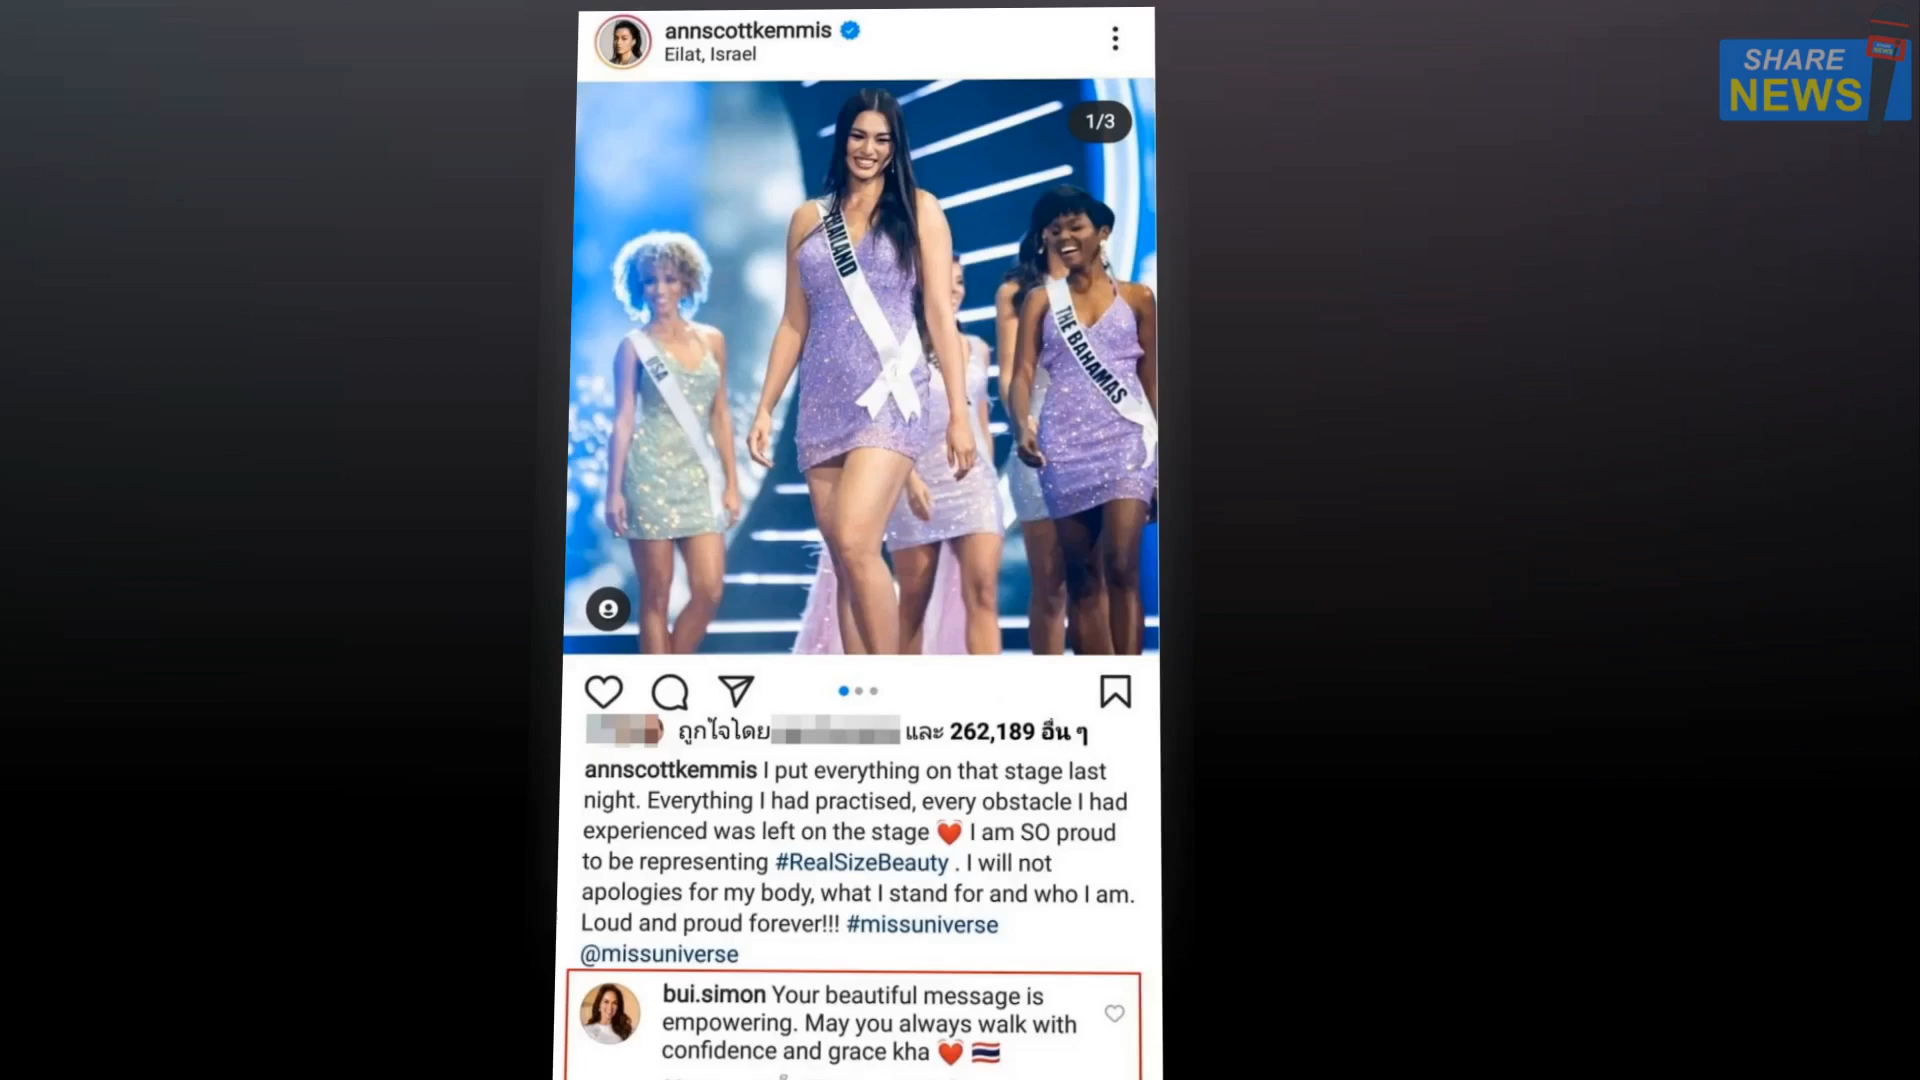 annscottkemmis
Eilat, Israel
SHARE
NEWS
1/3
THAILAND
USA
THE BAHAMAS
ถูกใจโดย และ 262,189 อื่น ๆ
annscottkemmis I put everything on that stage last
night. Everything I had practised, every obstacle I had
experienced was left on the stage ❤️ I am SO proud
to be representing #RealSizeBeauty . I will not
apologies for my body, what I stand for and who I am.
Loud and proud forever!!! #missuniverse
@missuniverse
bui.simon Your beautiful message is
empowering. May you always walk with
confidence and grace kha ❤️ 🇹🇭